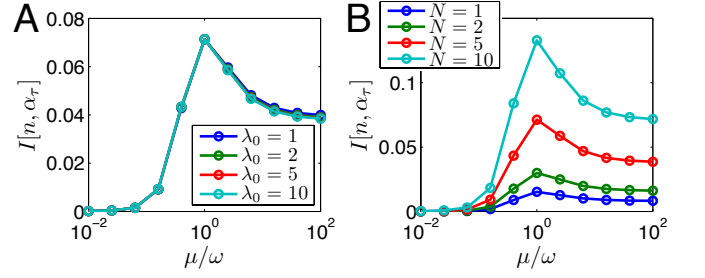 A
I[n, α_τ]
0.08
0.06
0.04
0.02
0
10^−2
10^0
10^2
μ/ω
λ_0 = 1
λ_0 = 2
λ_0 = 5
λ_0 = 10
B
I[n, α_τ]
0.1
0.05
0
10^−2
10^0
10^2
μ/ω
N = 1
N = 2
N = 5
N = 10